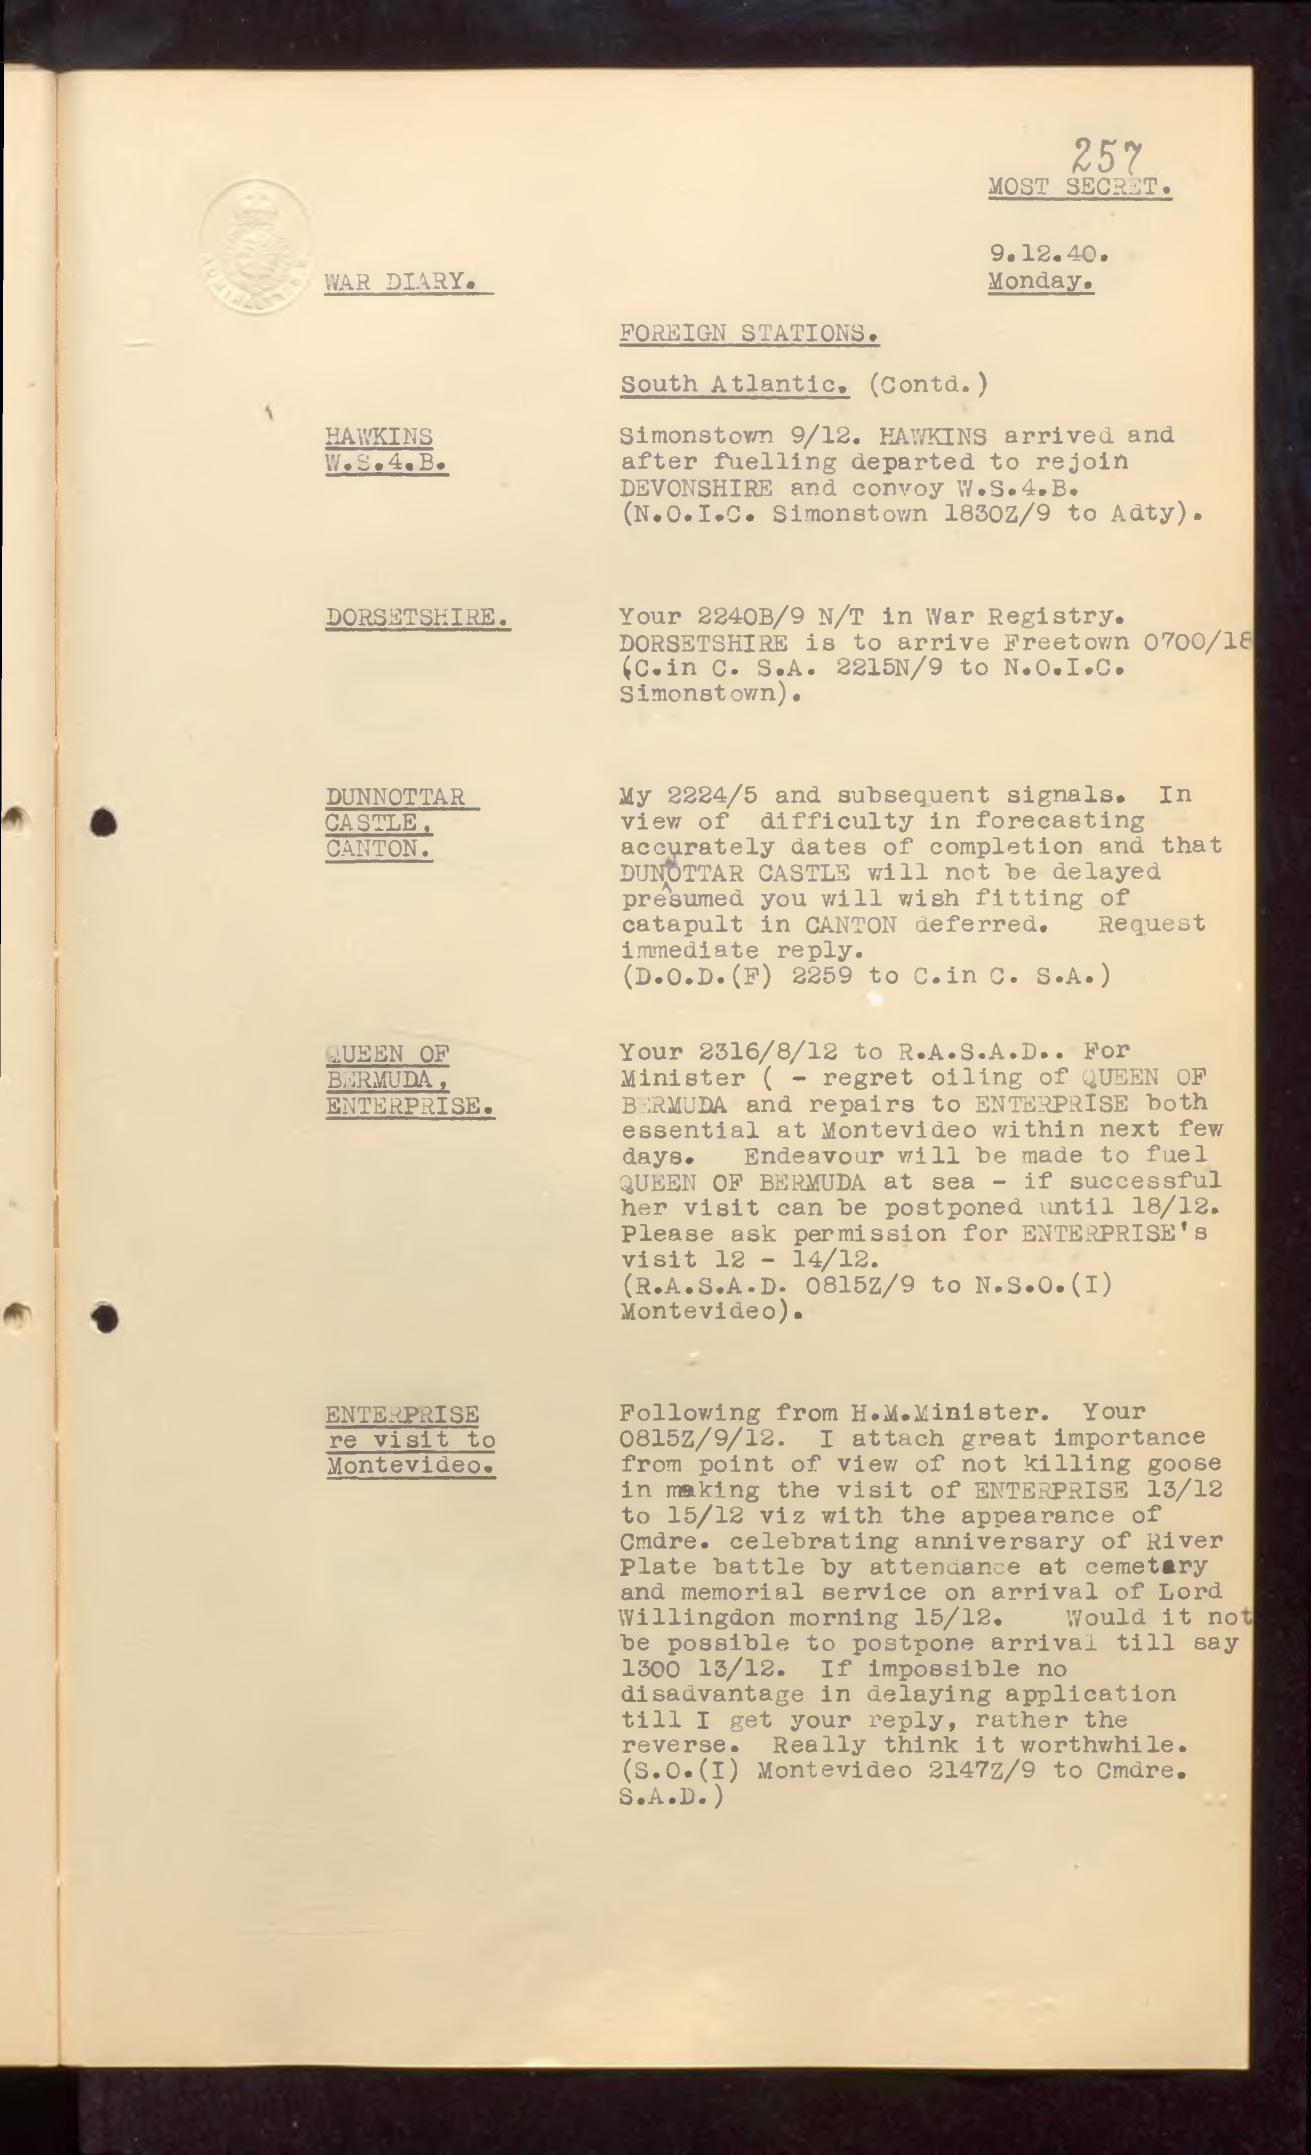 257
MOST SECRET.
9.12.40.
WAR DIARY. Monday.
FOREIGN STATIONS.
South Atlantic. (Contd.)
HAWKINS
W.S.4.B.
Simonstown 9/12. HAWKINS arrived and
after fuelling departed to rejoin
DEVONSHIRE and convoy W.S.4.B.
(N.O.I.C. Simonstown 1830Z/9 to Adty).
DORSETSHIRE.
Your 2240B/9 N/T in War Registry.
DORSETSHIRE is to arrive Freetown 0700/18
(C.in C. S.A. 2215N/9 to N.O.I.C.
Simonstown).
DUNNOTTAR
CASTLE,
CANTON.
My 2224/5 and subsequent signals. In
view of difficulty in forecasting
accurately dates of completion and that
DUNOTTAR CASTLE will not be delayed
presumed you will wish fitting of
catapult in CANTON deferred. Request
immediate reply.
(D.O.D.(F) 2259 to C.in C. S.A.)
QUEEN OF
BERMUDA,
ENTERPRISE.
Your 2316/8/12 to R.A.S.A.D.. For
Minister ( - regret oiling of QUEEN OF
BERMUDA and repairs to ENTERPRISE both
essential at Montevideo within next few
days. Endeavour will be made to fuel
QUEEN OF BERMUDA at sea - if successful
her visit can be postponed until 18/12.
Please ask permission for ENTERPRISE's
visit 12 - 14/12.
(R.A.S.A.D. 0815Z/9 to N.S.O.(I)
Montevideo).
ENTERPRISE
re visit to
Montevideo.
Following from H.M.Minister. Your
0815Z/9/12. I attach great importance
from point of view of not killing goose
in making the visit of ENTERPRISE 13/12
to 15/12 viz with the appearance of
Cmdre. celebrating anniversary of River
Plate battle by attendance at cemetary
and memorial service on arrival of Lord
Willingdon morning 15/12. Would it not
be possible to postpone arrival till say
1300 13/12. If impossible no
disadvantage in delaying application
till I get your reply, rather the
reverse. Really think it worthwhile.
(S.O.(I) Montevideo 2147Z/9 to Cmdre.
S.A.D.)